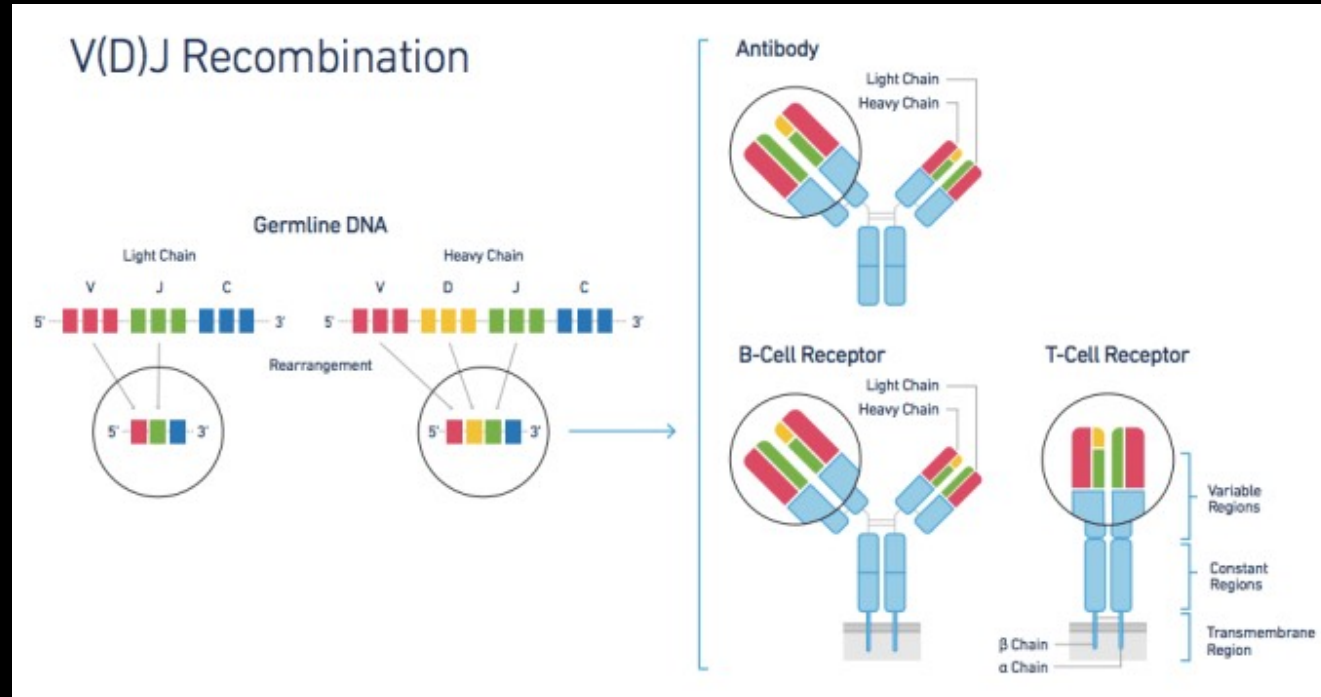 V(D)J Recombination
Germline DNA
Light Chain
V J C
5' 3'
Heavy Chain
V D J C
5' 3'
Rearrangement
5' 3'
5' 3'
Antibody
Light Chain
Heavy Chain
B-Cell Receptor
Light Chain
Heavy Chain
T-Cell Receptor
Variable
Regions
Constant
Regions
Transmembrane
Region
β Chain
α Chain